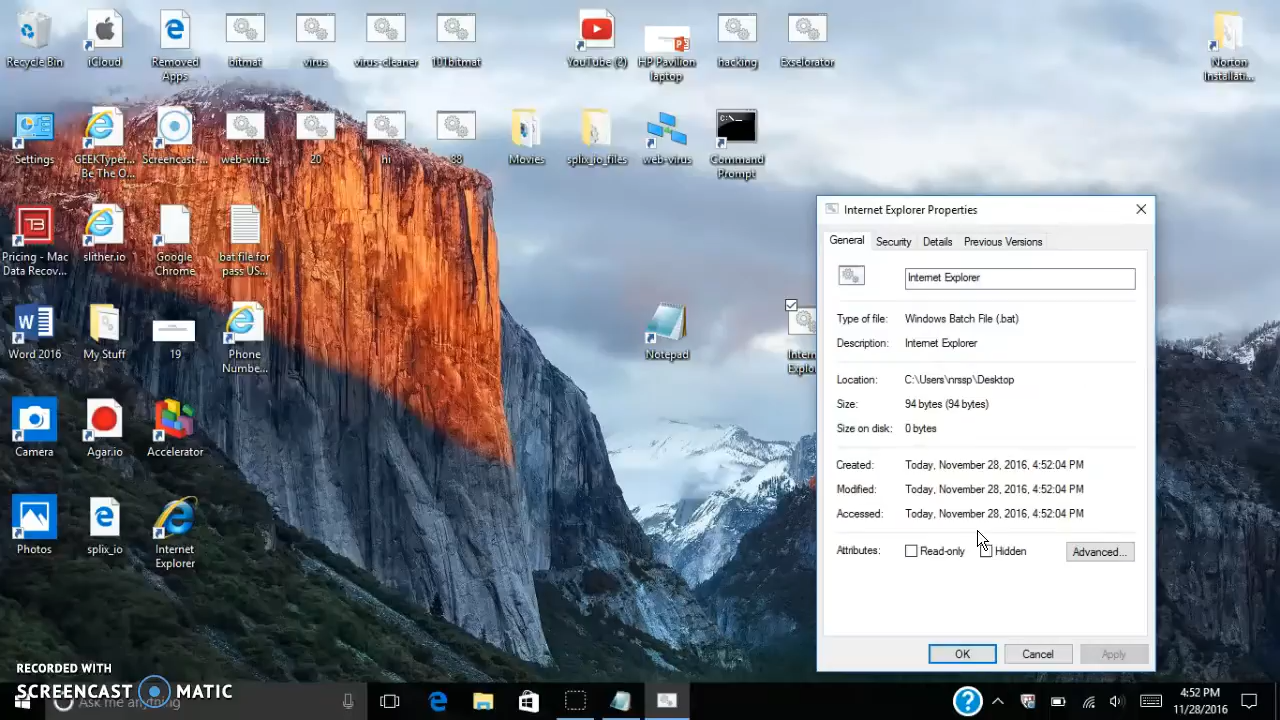 Recycle Bin
iCloud
Removed
Apps
bitmat
virus
virus-cleaner
101bitmat
YouTube (2)
HP Pavilion
laptop
hacking
Exselorator
Norton
Installati...
Settings
GEEKTyper...
Be The O...
Screencast-...
web-virus
20
hi
88
Movies
splix_io_files
web-virus
Command
Prompt
Pricing - Mac
Data Recov...
slither.io
Google
Chrome
bat file for
pass US...
Word 2016
My Stuff
19
Phone
Numbe...
Notepad
Camera
Agar.io
Accelerator
Photos
splix_io
Internet
Explorer
Internet Explorer Properties
General
Security
Details
Previous Versions
Internet Explorer
Type of file:
Windows Batch File (.bat)
Description:
Internet Explorer
Location:
C:\Users\nrssp\Desktop
Size:
94 bytes (94 bytes)
Size on disk:
0 bytes
Created:
Today, November 28, 2016, 4:52:04 PM
Modified:
Today, November 28, 2016, 4:52:04 PM
Accessed:
Today, November 28, 2016, 4:52:04 PM
Attributes:
Read-only
Hidden
Advanced...
OK
Cancel
Apply
RECORDED WITH
SCREENCAST MATIC
Ask me anything
4:52 PM
11/28/2016